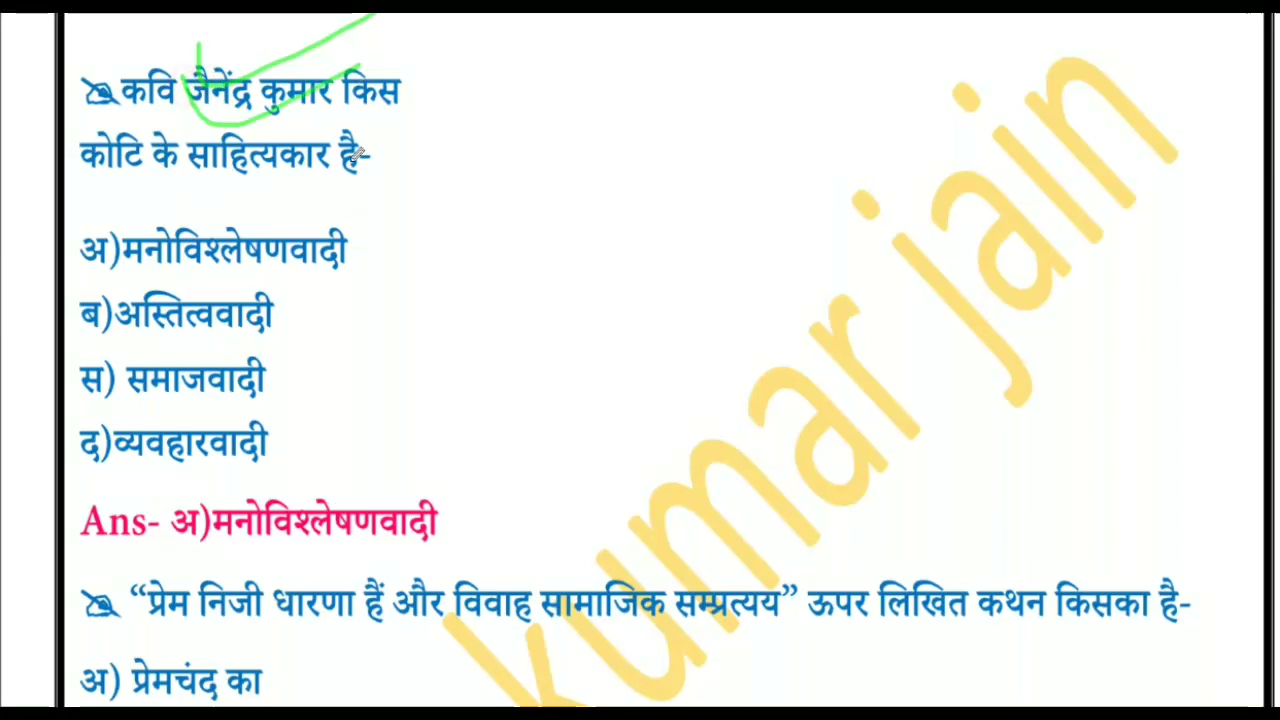 ✍कवि जैनेंद्र कुमार किस
कोटि के साहित्यकार है-
अ)मनोविश्लेषणवादी
ब)अस्तित्ववादी
स) समाजवादी
द)व्यवहारवादी
Ans- अ)मनोविश्लेषणवादी
✍ “प्रेम निजी धारणा हैं और विवाह सामाजिक सम्प्रत्यय” ऊपर लिखित कथन किसका है-
अ) प्रेमचंद का
kumar jain